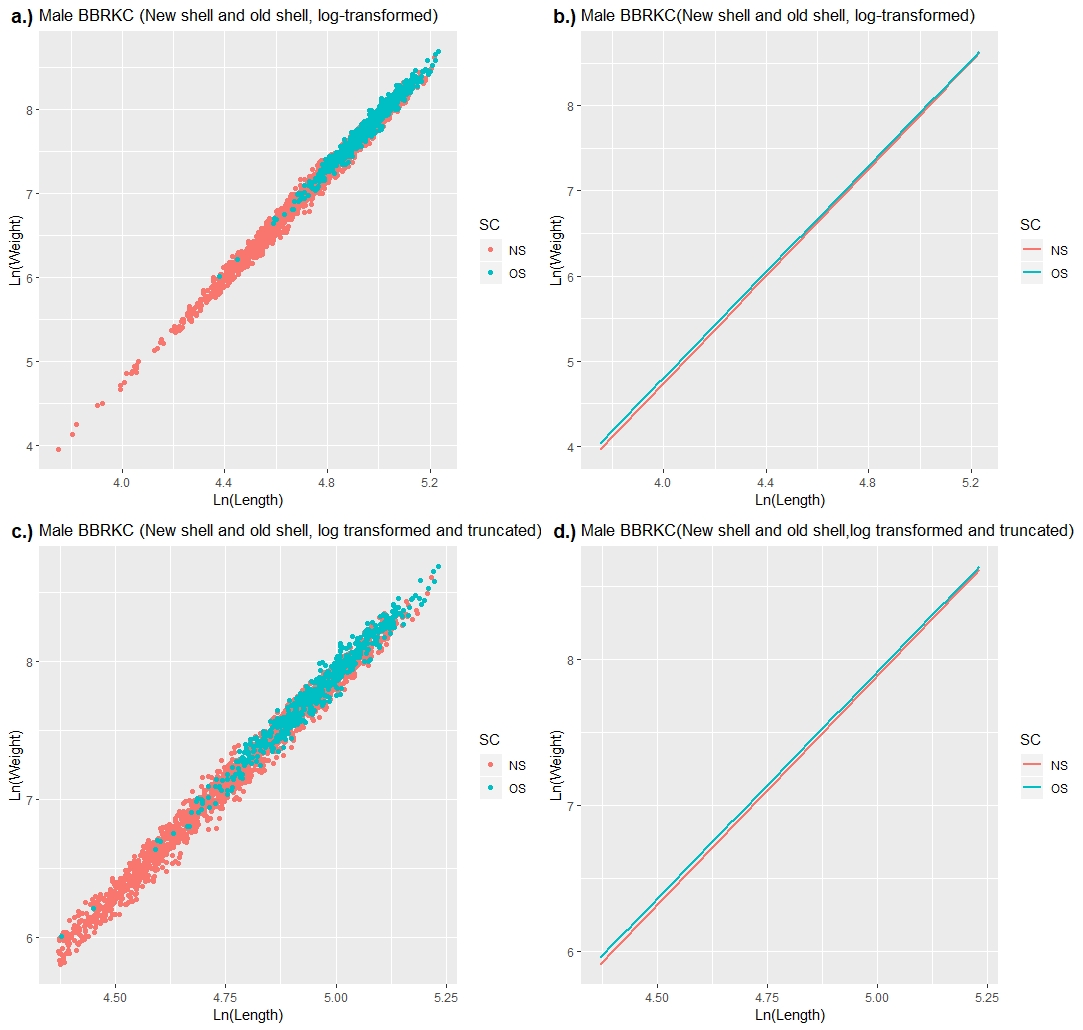 a.) Male BBRKC (New shell and old shell, log-transformed)
Ln(Weight)
8
7
6
5
4
4.0 4.4 4.8 5.2
Ln(Length)
SC
NS
OS
b.) Male BBRKC(New shell and old shell, log-transformed)
Ln(Weight)
8
7
6
5
4
4.0 4.4 4.8 5.2
Ln(Length)
SC
NS
OS
c.) Male BBRKC (New shell and old shell, log transformed and truncated)
Ln(Weight)
8
7
6
4.50 4.75 5.00 5.25
Ln(Length)
SC
NS
OS
d.) Male BBRKC(New shell and old shell,log transformed and truncated)
Ln(Weight)
8
7
6
4.50 4.75 5.00 5.25
Ln(Length)
SC
NS
OS